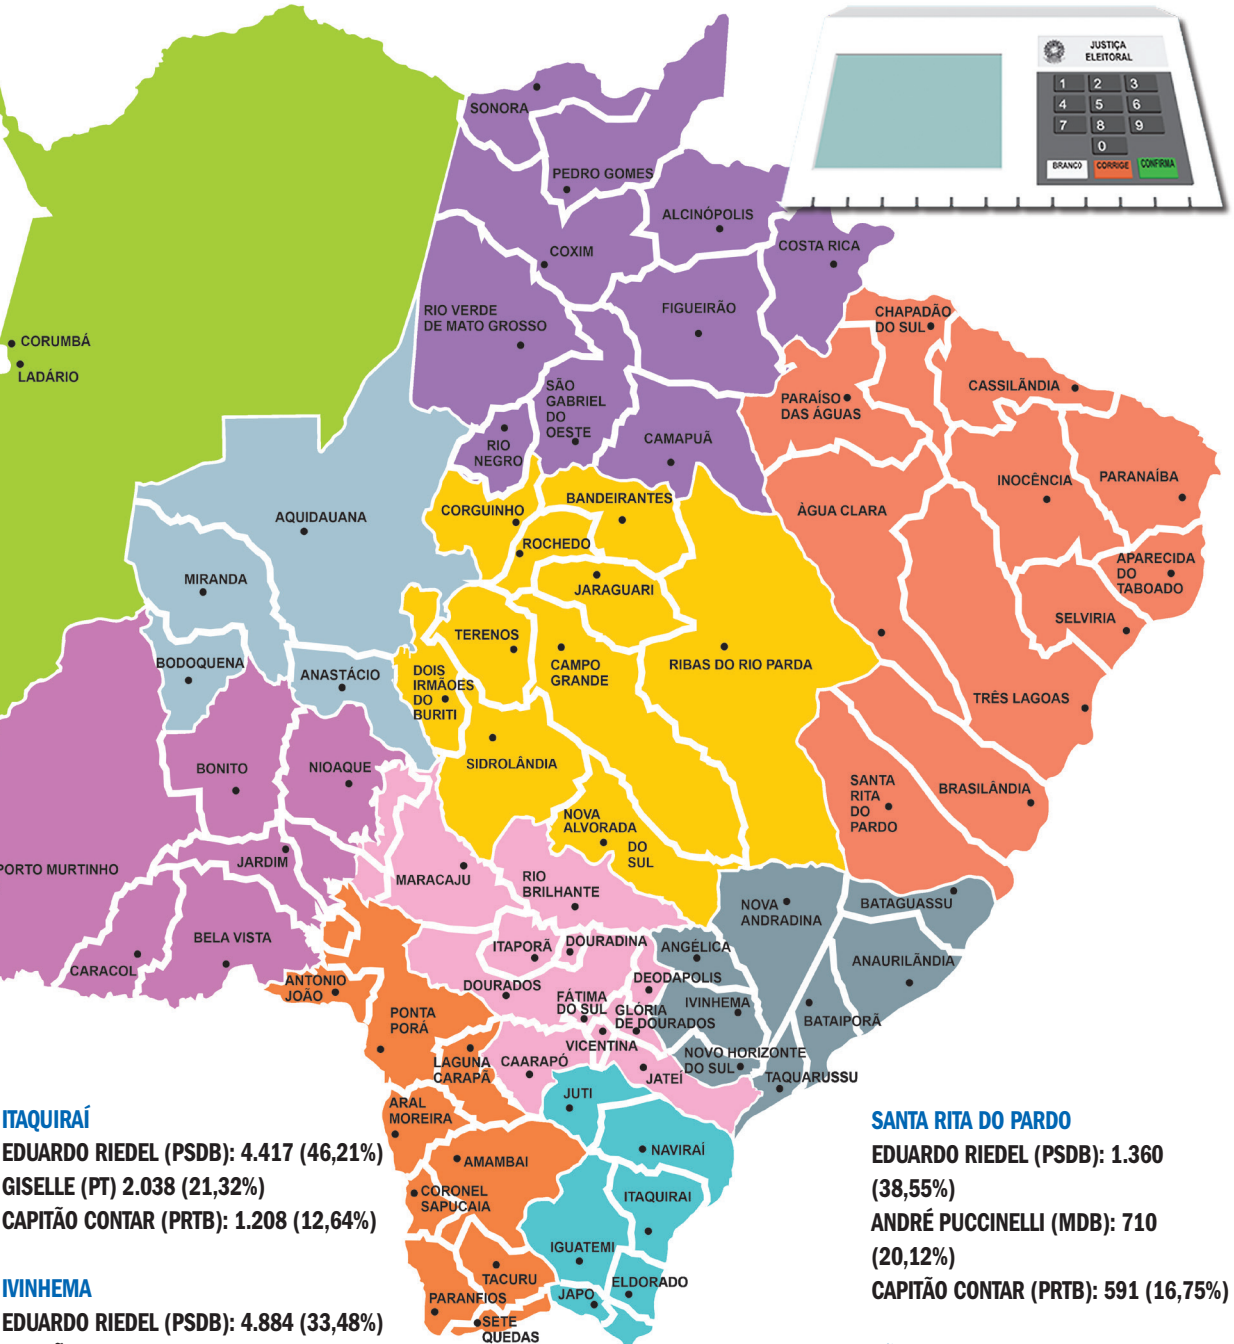 JUSTIÇA
ELEITORAL
1 2 3
4 5 6
7 8 9
0
BRANCO CORRIGE CONFIRMA
SONORA
PEDRO GOMES
ALCINÓPOLIS
COXIM
COSTA RICA
RIO VERDE
DE MATO GROSSO
FIGUEIRÃO
CHAPADÃO
DO SUL
CORUMBÁ
LADÁRIO
SÃO
GABRIEL
DO
OESTE
PARAÍSO
DAS ÁGUAS
CASSILÃNDIA
RIO
NEGRO
CAMAPUÃ
INOCÊNCIA
PARANAÍBA
AQUIDAUANA
CORGUINHO
BANDEIRANTES
ÀGUA CLARA
ROCHEDO
APARECIDA
DO
TABOADO
MIRANDA
JARAGUARI
SELVIRIA
TERENOS
BODOQUENA
ANASTÁCIO
DOIS
IRMÃOES
DO
BURITI
CAMPO
GRANDE
RIBAS DO RIO PARDA
TRÊS LAGOAS
BONITO
NIOAQUE
SIDROLÂNDIA
SANTA
RITA
DO
PARDO
BRASILÂNDIA
NOVA
ALVORADA
DO
SUL
PORTO MURTINHO
JARDIM
MARACAJU
RIO
BRILHANTE
NOVA
ANDRADINA
BATAGUASSU
BELA VISTA
CARACOL
ITAPORÃ
DOURADINA
ANGÉLICA
ANAURILÃNDIA
ANTONIO
JOÃO
DOURADOS
DEODAPOLIS
FÁTIMA
DO SUL
GLÓRIA
DE DOURADOS
IVINHEMA
BATAIPORÃ
PONTA
PORÃ
VICENTINA
LAGUNA
CARAPÃ
CAARAPÓ
JATEÍ
NOVO HORIZONTE
DO SUL
TAQUARUSSU
ARAL
MOREIRA
JUTI
AMAMBAI
NAVIRAÍ
CORONEL
SAPUCAIA
ITAQUIRAI
IGUATEMI
TACURU
ELDORADO
PARANFIOS
JAPO
SETE
QUEDAS
ITAQUIRAÍ
EDUARDO RIEDEL (PSDB): 4.417 (46,21%)
GISELLE (PT) 2.038 (21,32%)
CAPITÃO CONTAR (PRTB): 1.208 (12,64%)
IVINHEMA
EDUARDO RIEDEL (PSDB): 4.884 (33,48%)
SANTA RITA DO PARDO
EDUARDO RIEDEL (PSDB): 1.360
(38,55%)
ANDRÉ PUCCINELLI (MDB): 710
(20,12%)
CAPITÃO CONTAR (PRTB): 591 (16,75%)